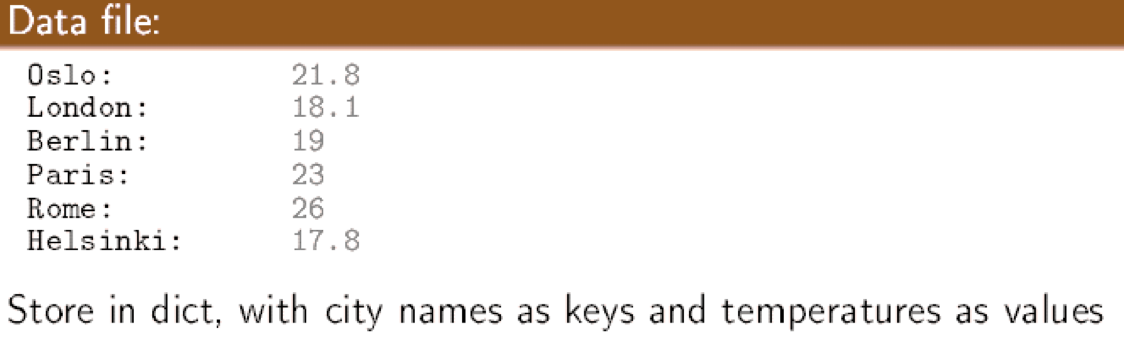 Data file:
Oslo: 21.8
London: 18.1
Berlin: 19
Paris: 23
Rome: 26
Helsinki: 17.8
Store in dict, with city names as keys and temperatures as values